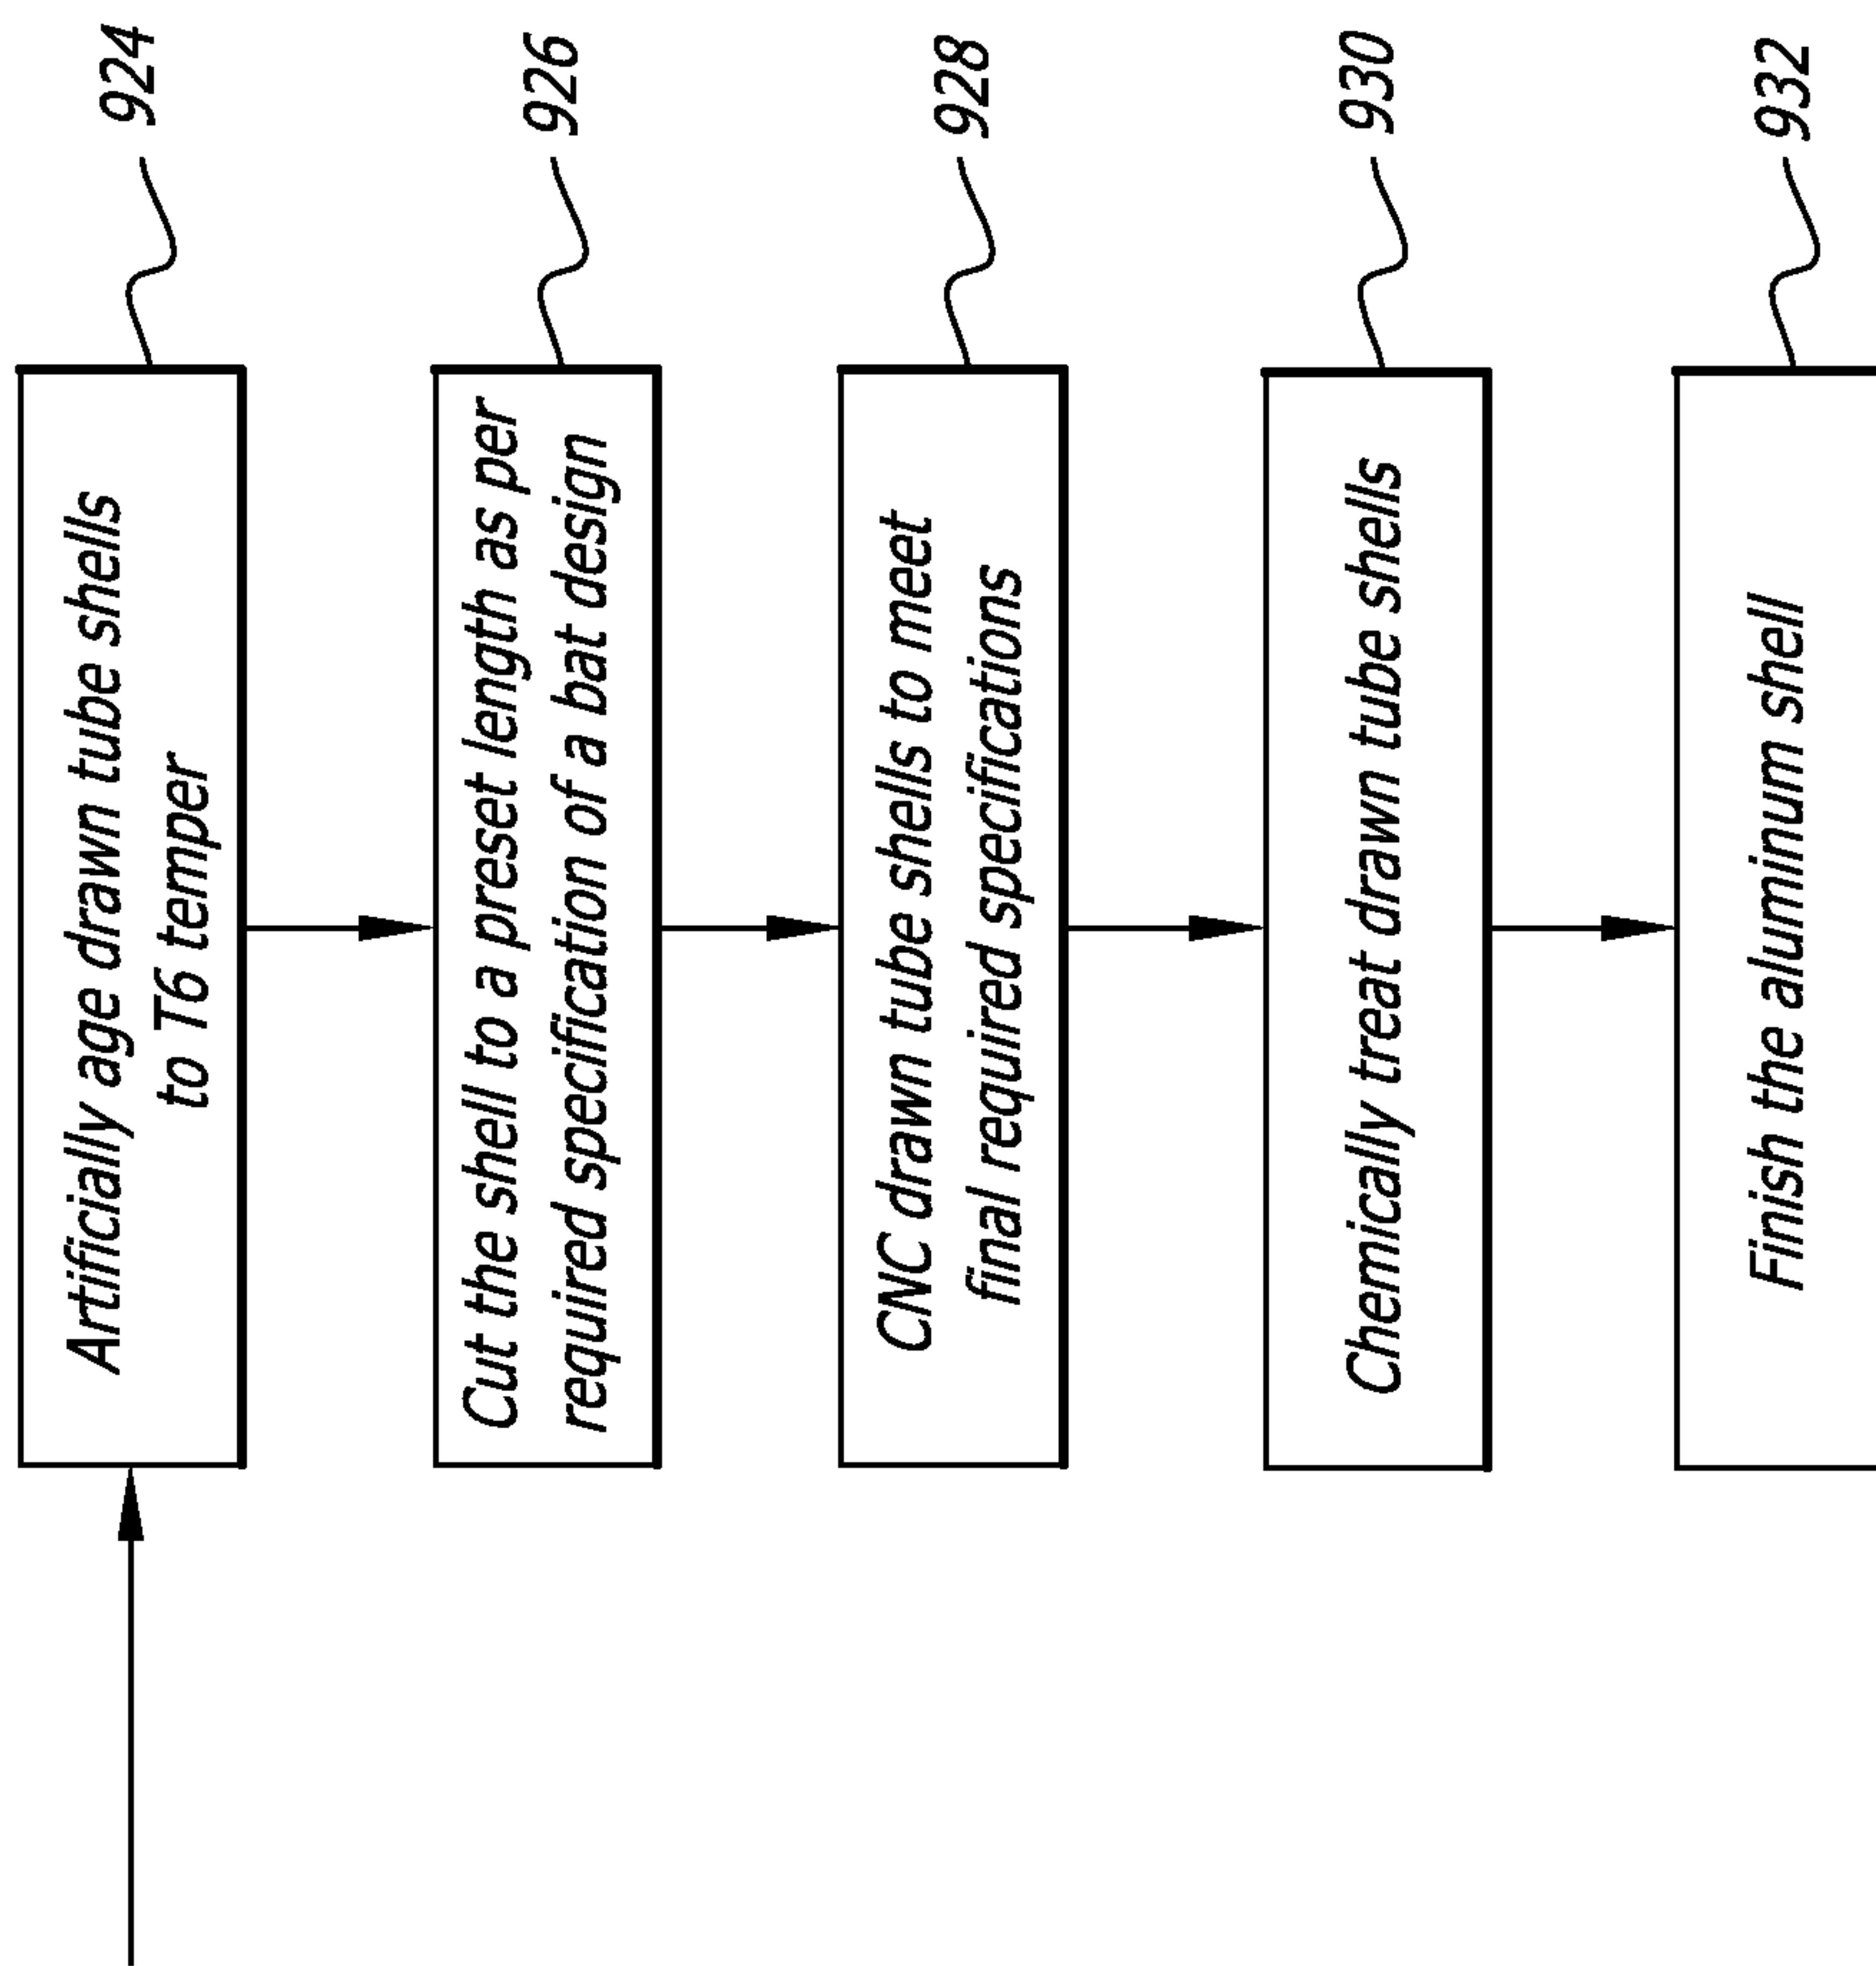 Artificially age drawn tube shells
to T6 temper
924
Cut the shell to a preset length as per
required specification of a bat design
926
CNC drawn tube shells to meet
final required specifications
928
Chemically treat drawn tube shells
930
Finish the aluminum shell
932